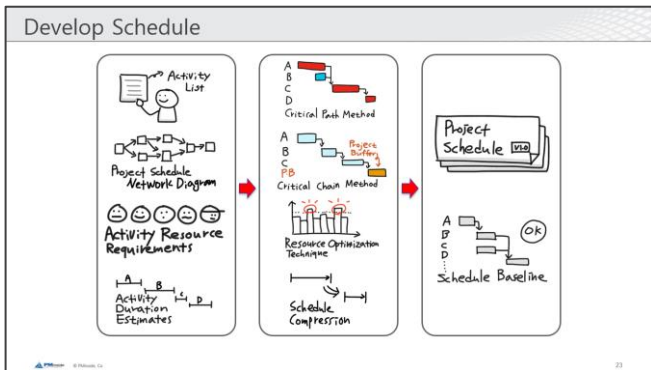 Develop Schedule
Activity
List
Project Schedule
Network Diagram
Activity Resource
Requirements
A
B
C
D
Activity
Duration
Estimates
A
B
C
D
Critical Path Method
A
B
C
PB
Project
Buffer
Critical Chain Method
Resource Optimization
Technique
Schedule
Compression
Project
Schedule
V1.0
A
B
C
D
OK
Schedule Baseline
23